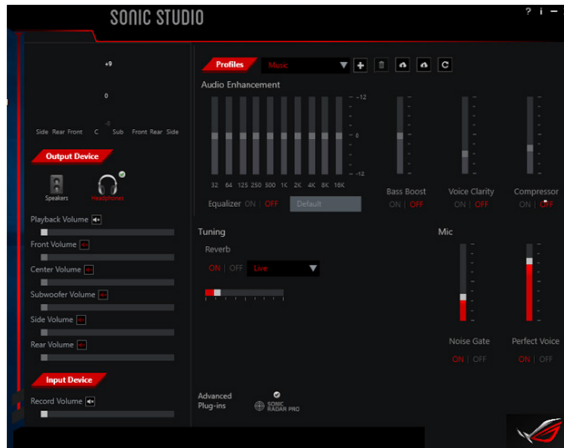 SONIC STUDIO
? i −
+9
0
Side Rear Front C Sub Front Rear Side
Output Device
Speakers
Headphones
Playback Volume
Front Volume
Center Volume
Subwoofer Volume
Side Volume
Rear Volume
Input Device
Record Volume
Profiles
Music
Audio Enhancement
+12
0
-12
32 64 125 250 500 1K 2K 4K 8K 16K
Equalizer ON | OFF Default
Bass Boost
ON | OFF
Voice Clarity
ON | OFF
Compressor
ON | OFF
Tuning
Reverb
ON | OFF Live
Mic
Noise Gate
ON | OFF
Perfect Voice
ON | OFF
Advanced
Plug-ins
SONIC
RADAR PRO